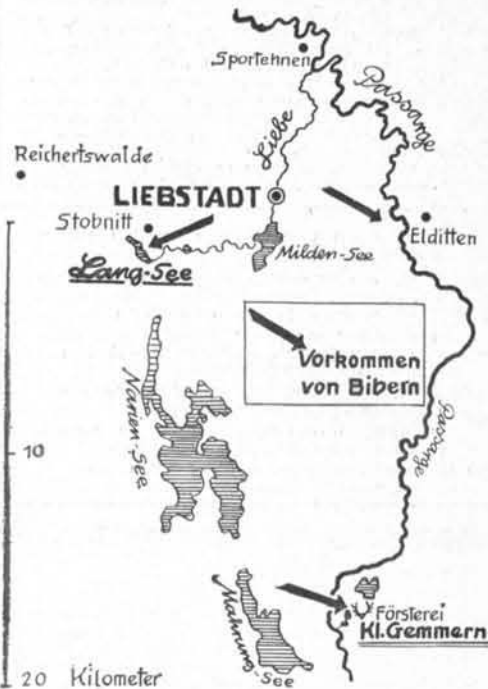 Sportehnen
Passarge
Liebe
Reichertswalde
LIEBSTADT
Stobnitt
Elditten
Milden-See
Lang-See
Vorkommen
von Bibern
Narien-See
Passarge
10
Mahrung-See
Försterei
Kl. Gemmern
20 Kilometer